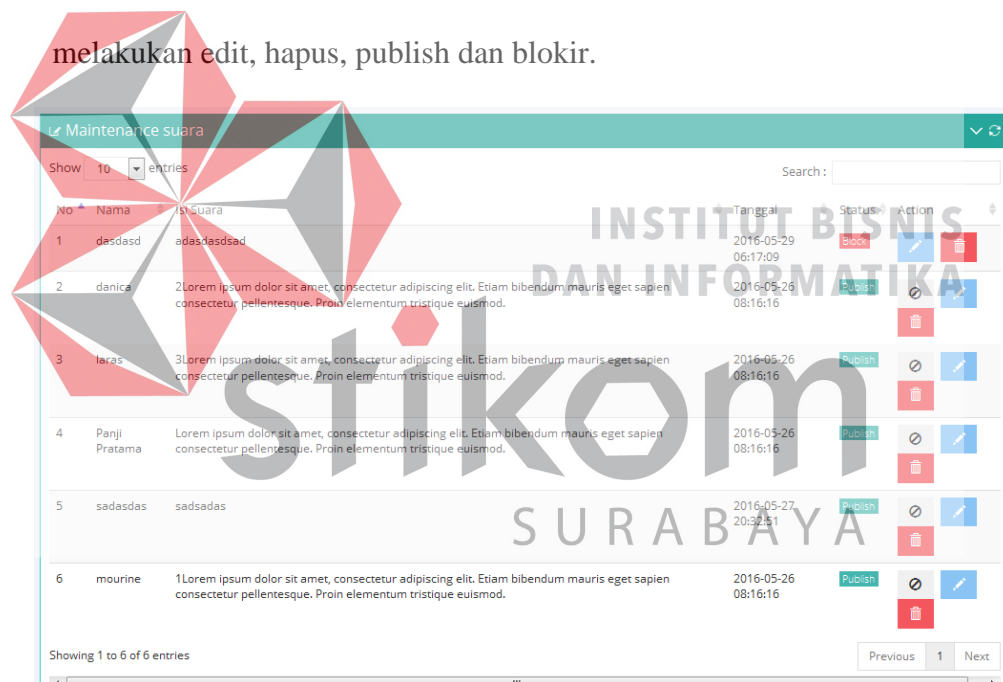 melakukan edit, hapus, publish dan blokir.
Maintenance suara
Show 10 entries
Search :
No Nama Isi Suara Tanggal Status Action
1 dasdasd adasdasdsad 2016-05-29 Block
06:17:09
2 danica 2Lorem ipsum dolor sit amet, consectetur adipiscing elit. Etiam bibendum mauris eget sapien 2016-05-26 Publish
consectetur pellentesque. Proin elementum tristique euismod. 08:16:16
3 laras 3Lorem ipsum dolor sit amet, consectetur adipiscing elit. Etiam bibendum mauris eget sapien 2016-05-26 Publish
consectetur pellentesque. Proin elementum tristique euismod. 08:16:16
4 Panji Lorem ipsum dolor sit amet, consectetur adipiscing elit. Etiam bibendum mauris eget sapien 2016-05-26 Publish
Pratama consectetur pellentesque. Proin elementum tristique euismod. 08:16:16
5 sadasdas sadsadas 2016-05-27 Publish
20:32:51
6 mourine 1Lorem ipsum dolor sit amet, consectetur adipiscing elit. Etiam bibendum mauris eget sapien 2016-05-26 Publish
consectetur pellentesque. Proin elementum tristique euismod. 08:16:16
Showing 1 to 6 of 6 entries
Previous 1 Next
INSTITUT BISNIS
DAN INFORMATIKA
stikom
SURABAYA